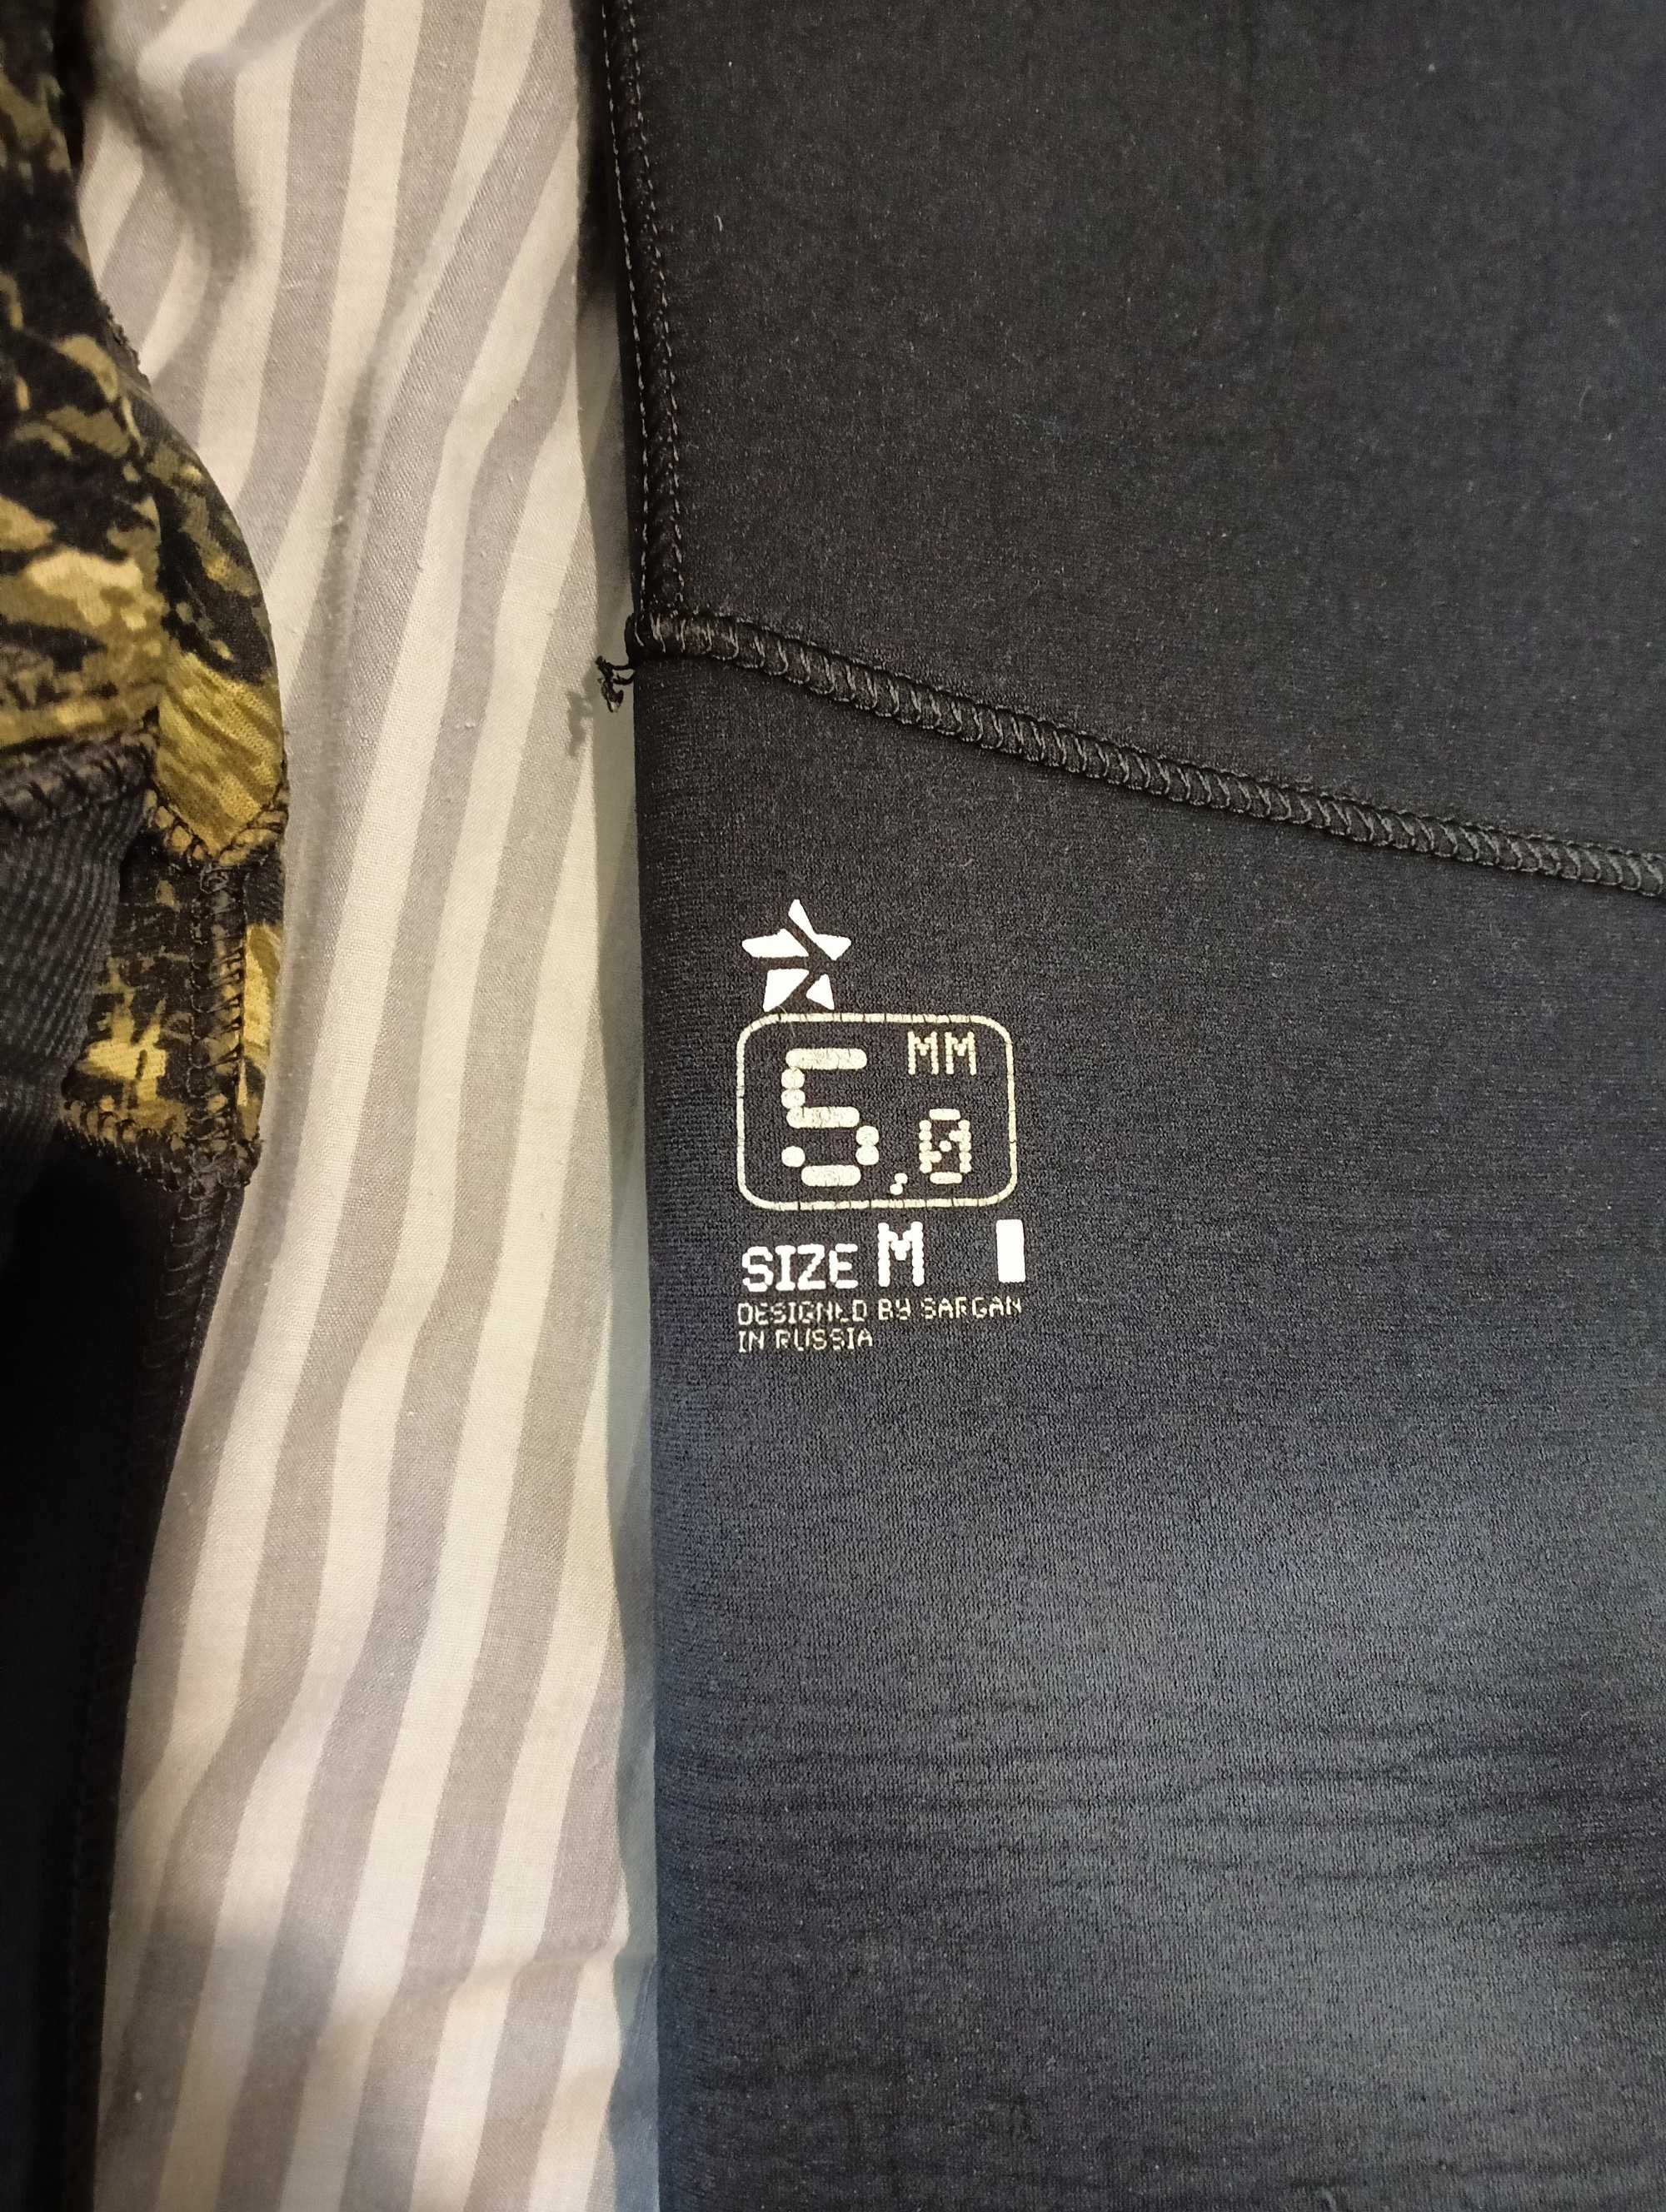 MM
5,0
SIZE M
DESIGNED BY SARGAN
IN RUSSIA